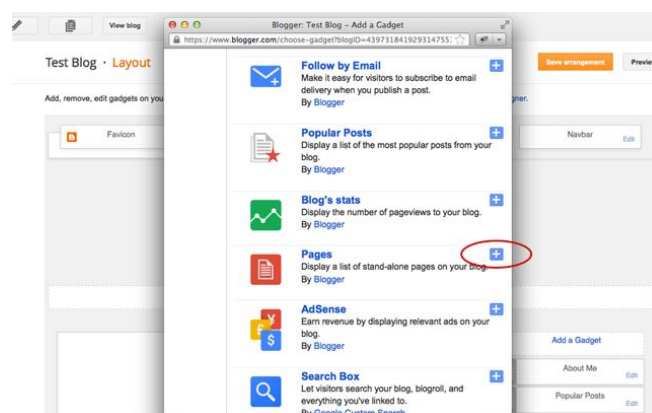 View blog
Blogger: Test Blog – Add a Gadget
https://www.blogger.com/choose-gadget?blogID=
Test Blog · Layout
Save arrangement
Add, remove, edit gadgets on you
Favicon
Navbar
Edit
Follow by Email
Make it easy for visitors to subscribe to email
delivery when you publish a post.
By Blogger
Popular Posts
Display a list of the most popular posts from your
blog.
By Blogger
Blog's stats
Display the number of pageviews to your blog.
By Blogger
Pages
Display a list of stand-alone pages on your blog.
By Blogger
AdSense
Earn revenue by displaying relevant ads on your
blog.
By Blogger
Search Box
Let visitors search your blog, blogroll, and
everything you've linked to.
By Google Custom Search
Add a Gadget
About Me
Edit
Popular Posts
Edit